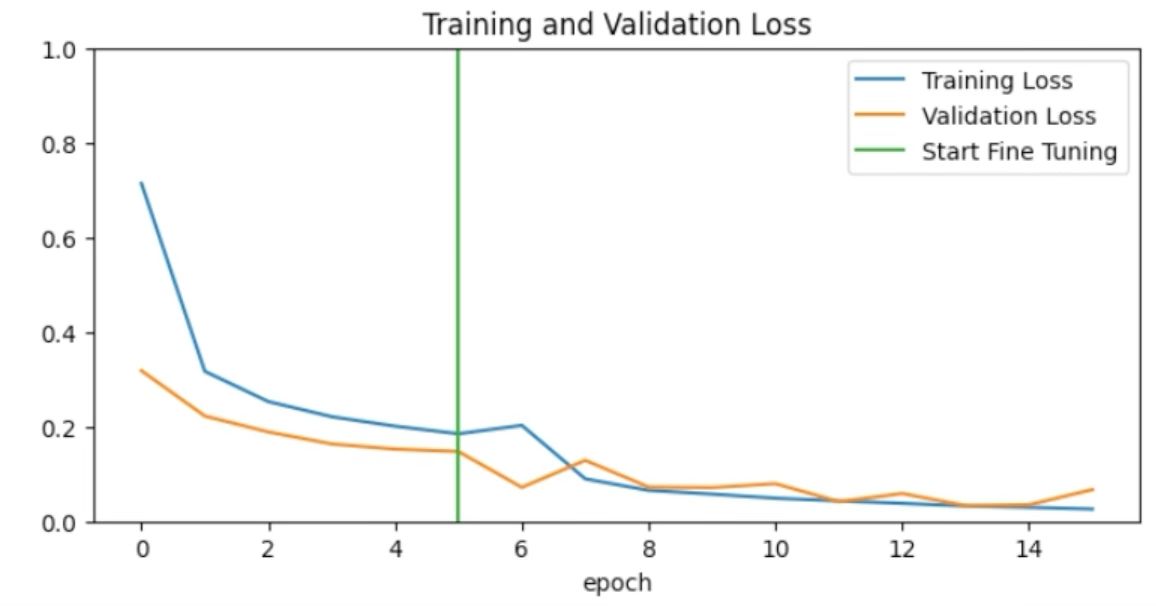 Training and Validation Loss
1.0
0.8
0.6
0.4
0.2
0.0
Training Loss
Validation Loss
Start Fine Tuning
0 2 4 6 8 10 12 14
epoch